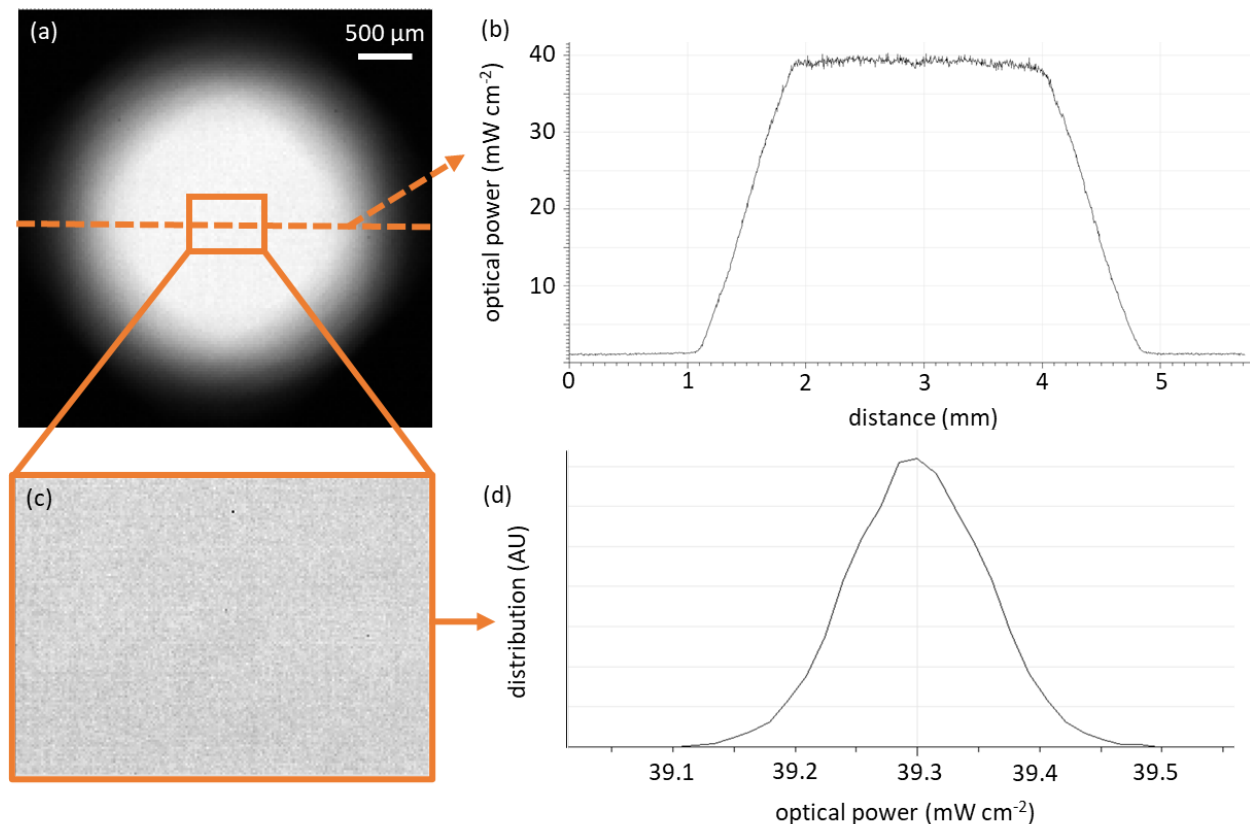 (a)
500 µm
(b)
optical power (mW cm⁻²)
40
30
20
10
0 1 2 3 4 5
distance (mm)
(c)
(d)
distribution (AU)
39.1 39.2 39.3 39.4 39.5
optical power (mW cm⁻²)